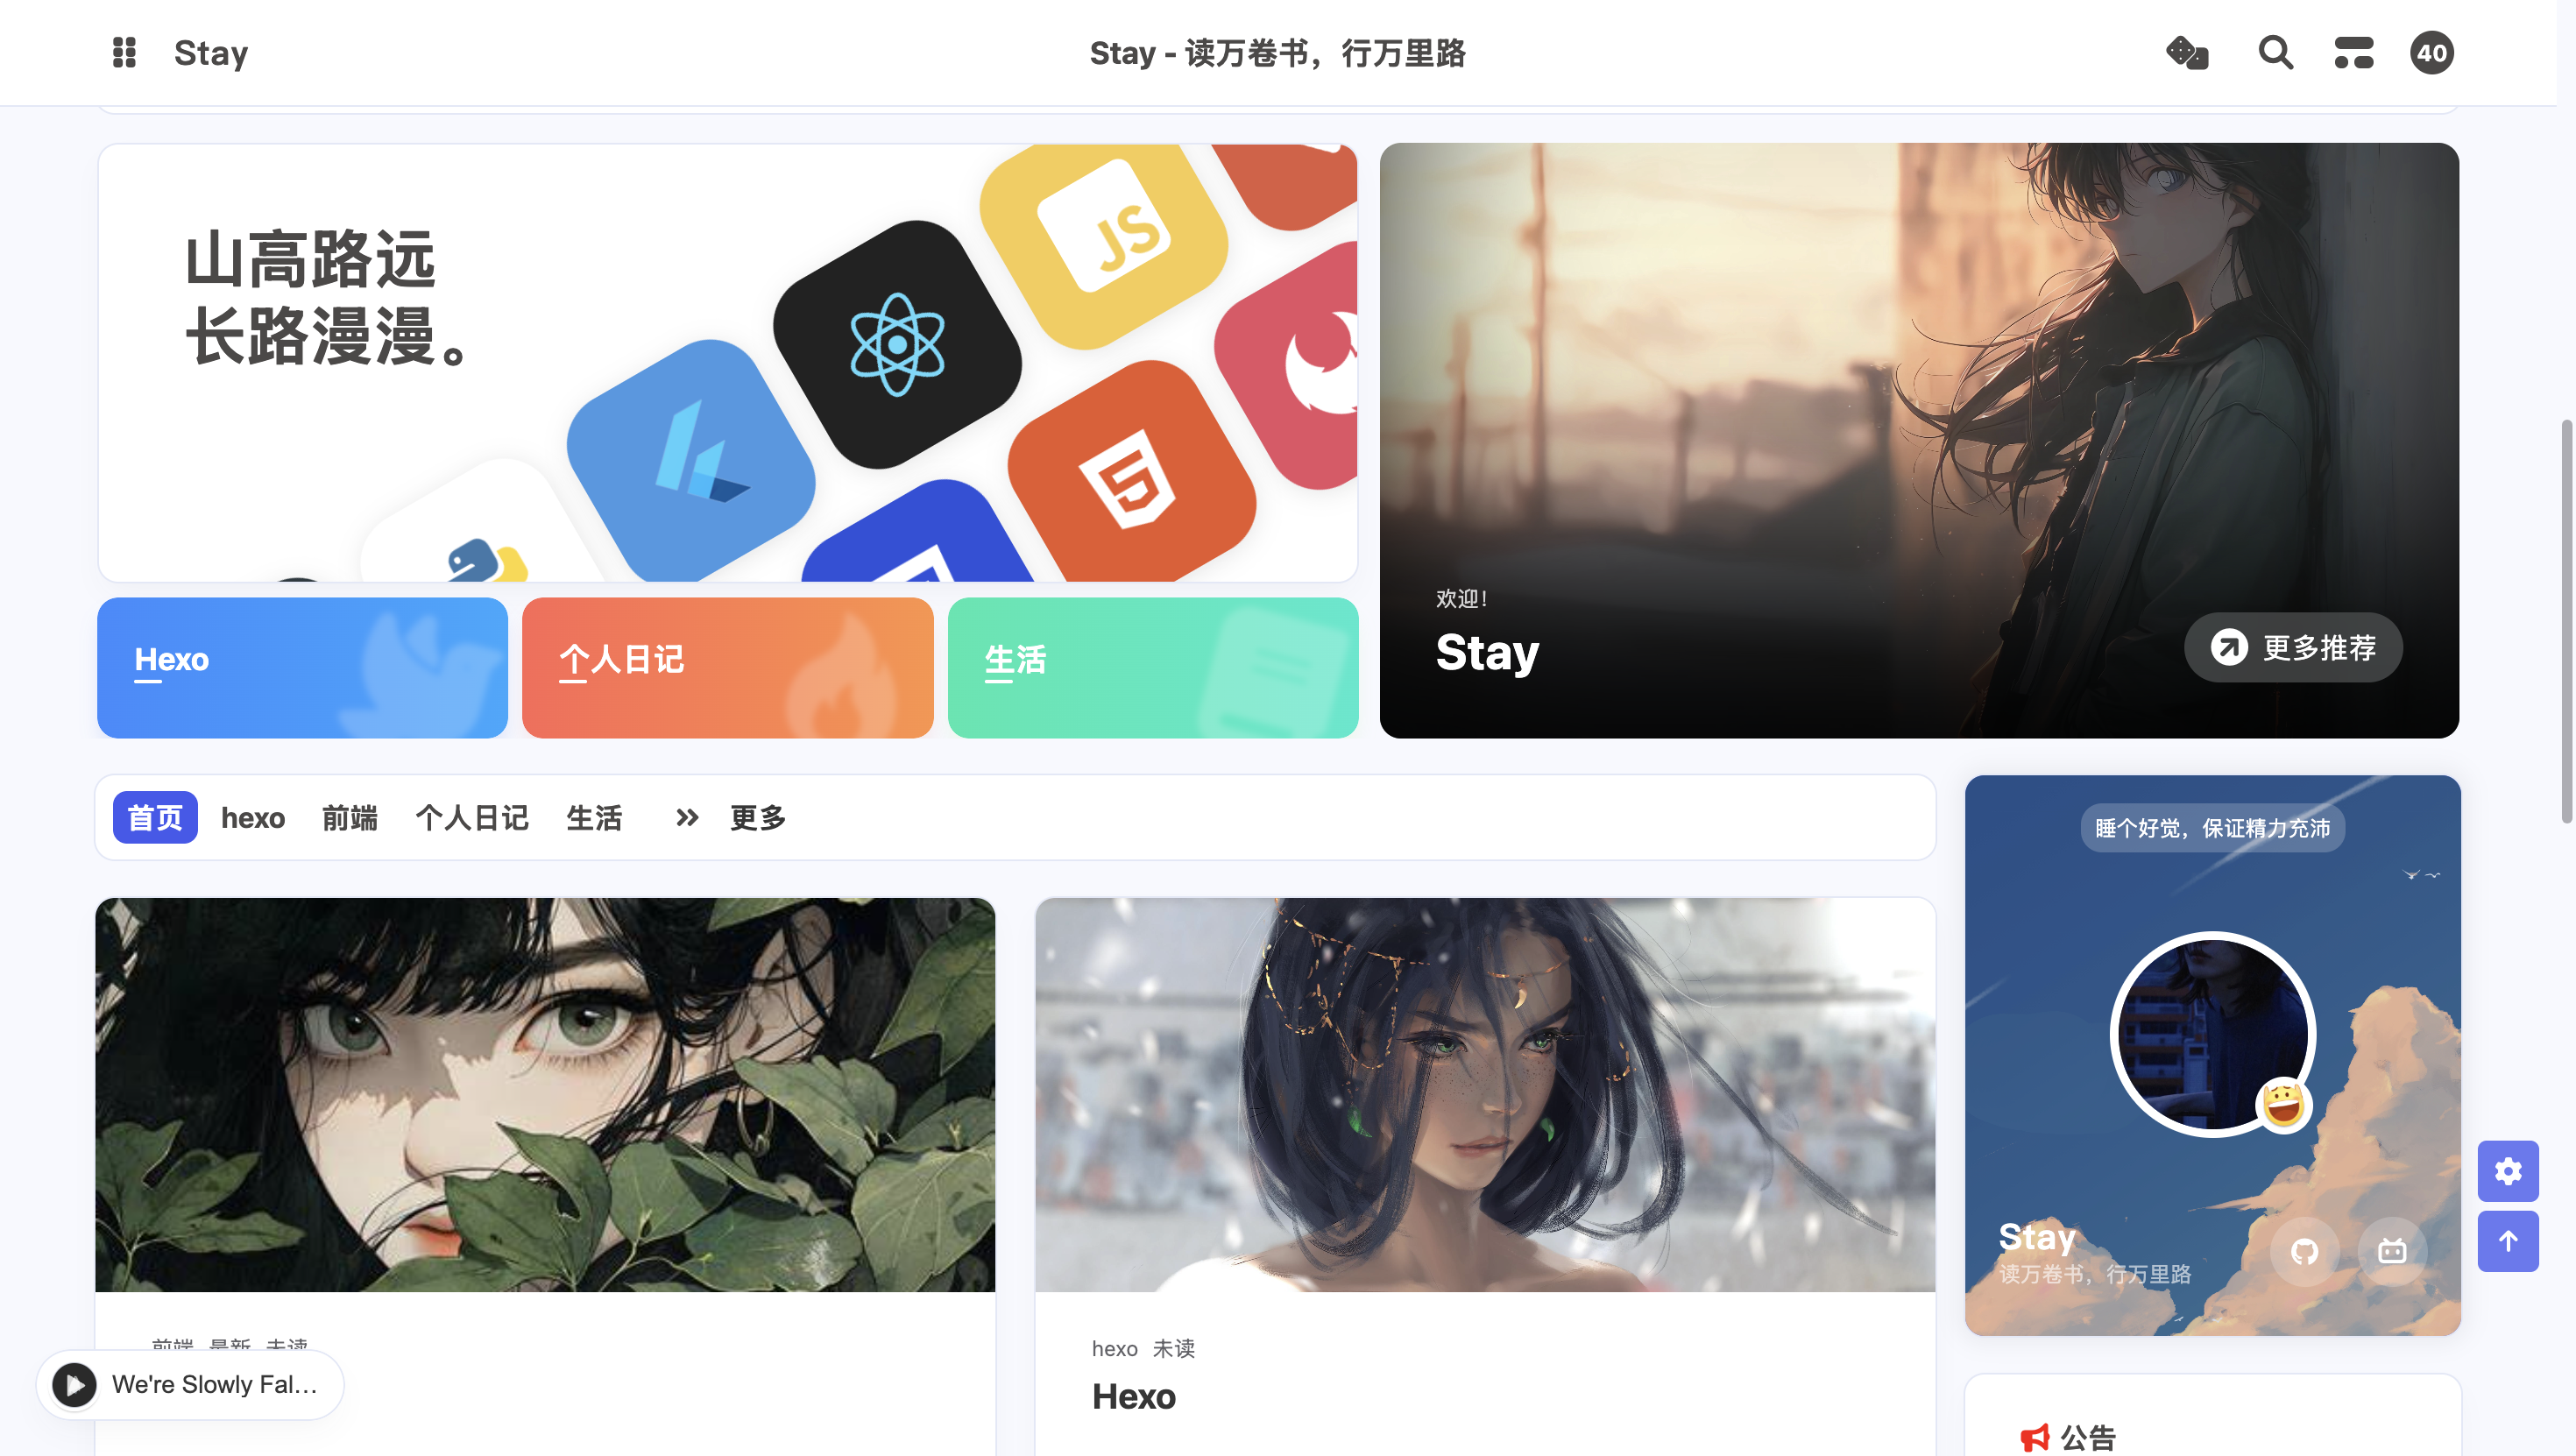 Stay
Stay - 读万卷书，行万里路
40
山高路远
长路漫漫。
JS
5
Hexo
个人日记
生活
欢迎！
Stay
更多推荐
首页 hexo 前端 个人日记 生活 更多
睡个好觉，保证精力充沛
Stay
读万卷书，行万里路
前端 最新 未读
We're Slowly Fal...
hexo 未读
Hexo
公告